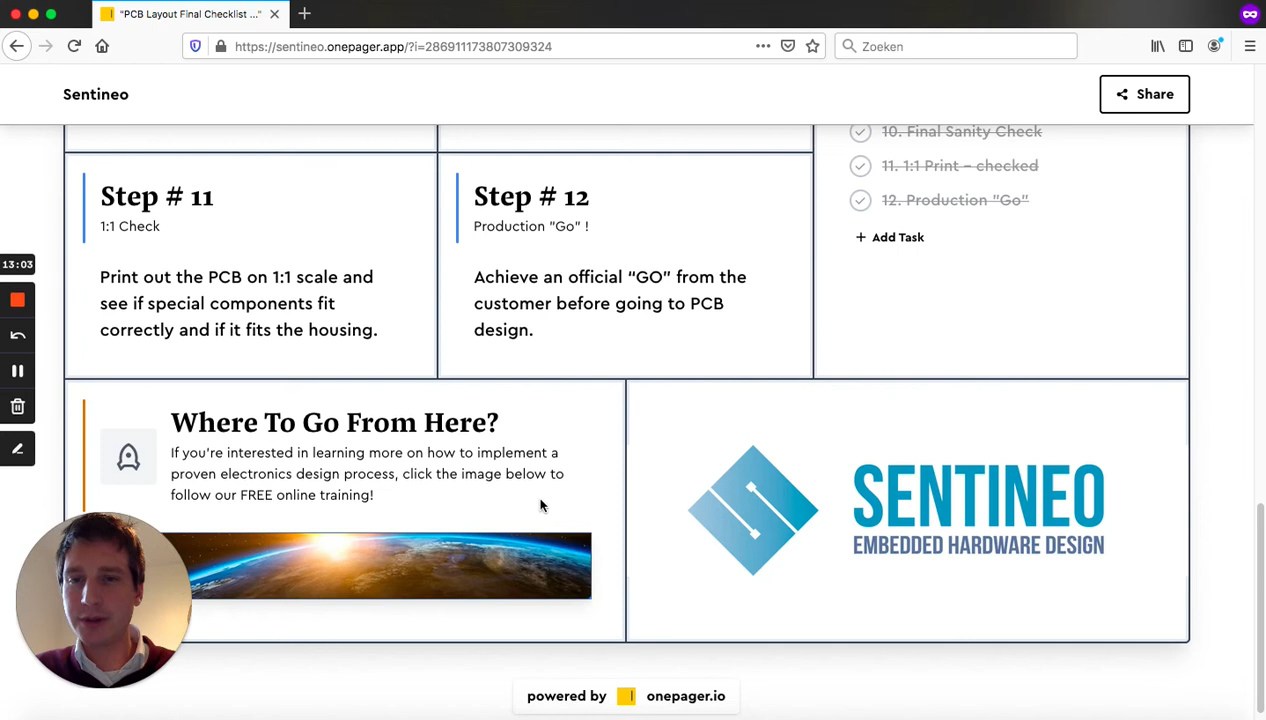 "PCB Layout Final Checklist ..."
https://sentineo.onepager.app/?i=286911173807309324
Zoeken
Sentineo
Share
10. Final Sanity Check
11. 1:1 Print – checked
12. Production "Go"
+ Add Task
Step # 11
1:1 Check
Print out the PCB on 1:1 scale and
see if special components fit
correctly and if it fits the housing.
Step # 12
Production "Go" !
Achieve an official “GO” from the
customer before going to PCB
design.
13:03
Where To Go From Here?
If you're interested in learning more on how to implement a
proven electronics design process, click the image below to
follow our FREE online training!
SENTINEO
EMBEDDED HARDWARE DESIGN
powered by onepager.io